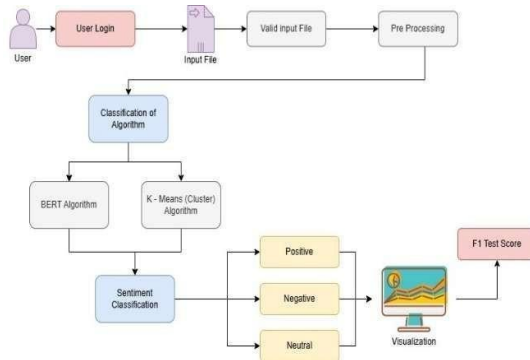 User
User Login
Input File
Valid input File
Pre Processing
Classification of
Algorithm
BERT Algorithm
K - Means (Cluster)
Algorithm
Sentiment
Classification
Positive
Negative
Neutral
Visualization
F1 Test Score